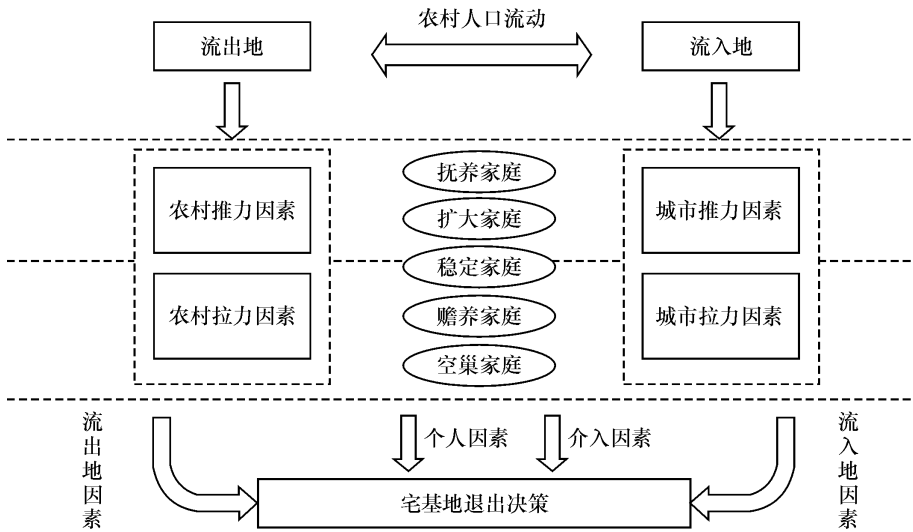 农村人口流动
流出地
流入地
抚养家庭
扩大家庭
稳定家庭
赡养家庭
空巢家庭
农村推力因素
农村拉力因素
城市推力因素
城市拉力因素
流出地因素
个人因素
介入因素
流入地因素
宅基地退出决策